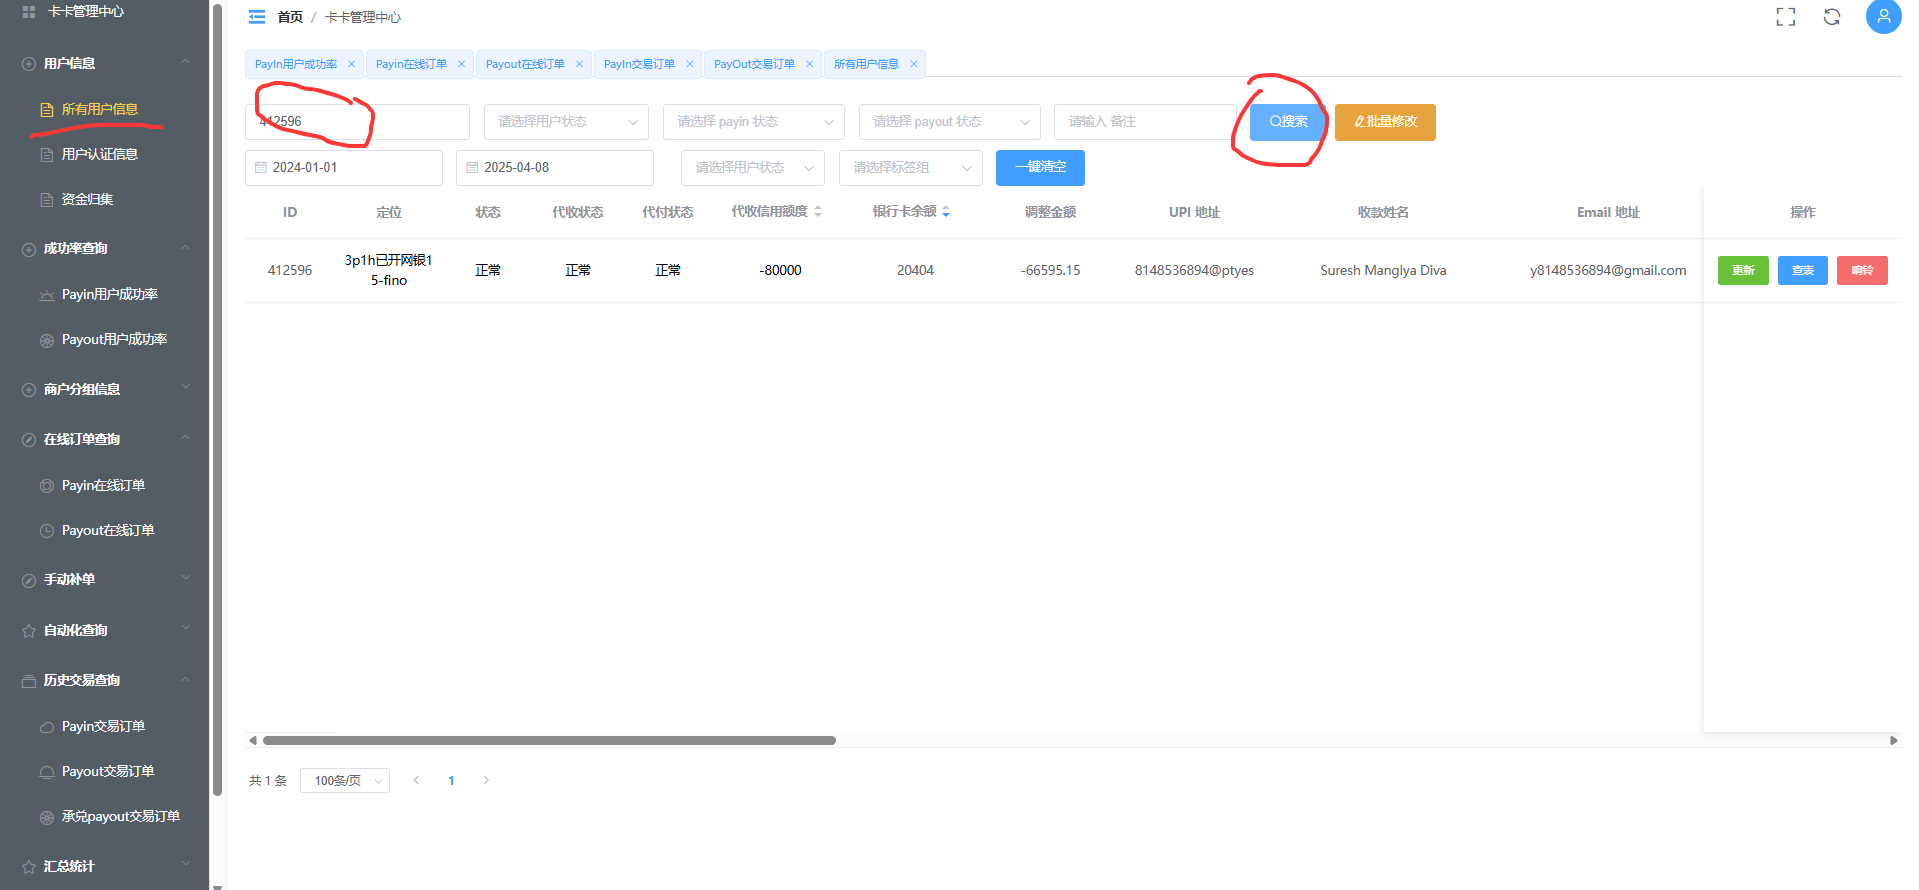 卡卡管理中心
用户信息
所有用户信息
用户认证信息
资金归集
成功率查询
Payin用户成功率
Payout用户成功率
商户分组信息
在线订单查询
Payin在线订单
Payout在线订单
手动补单
自动化查询
历史交易查询
Payin交易订单
Payout交易订单
承兑payout交易订单
汇总统计
首页 / 卡卡管理中心
PayIn用户成功率 × Payin在线订单 × Payout在线订单 × PayIn交易订单 × PayOut交易订单 × 所有用户信息 ×
412596 请选择用户状态 请选择 payin 状态 请选择 payout 状态 请输入 备注 搜索 批量修改
2024-01-01 2025-04-08 请选择用户状态 请选择标签组 一键清空
ID 定位 状态 代收状态 代付状态 代收信用额度 银行卡余额 调整金额 UPI 地址 收款姓名 Email 地址 操作
412596 3p1h已开网银1 正常 正常 正常 -80000 20404 -66595.15 8148536894@ptyes Suresh Manglya Diva y8148536894@gmail.com 更新 查表 响铃
5-fino
共 1 条 100条/页 1